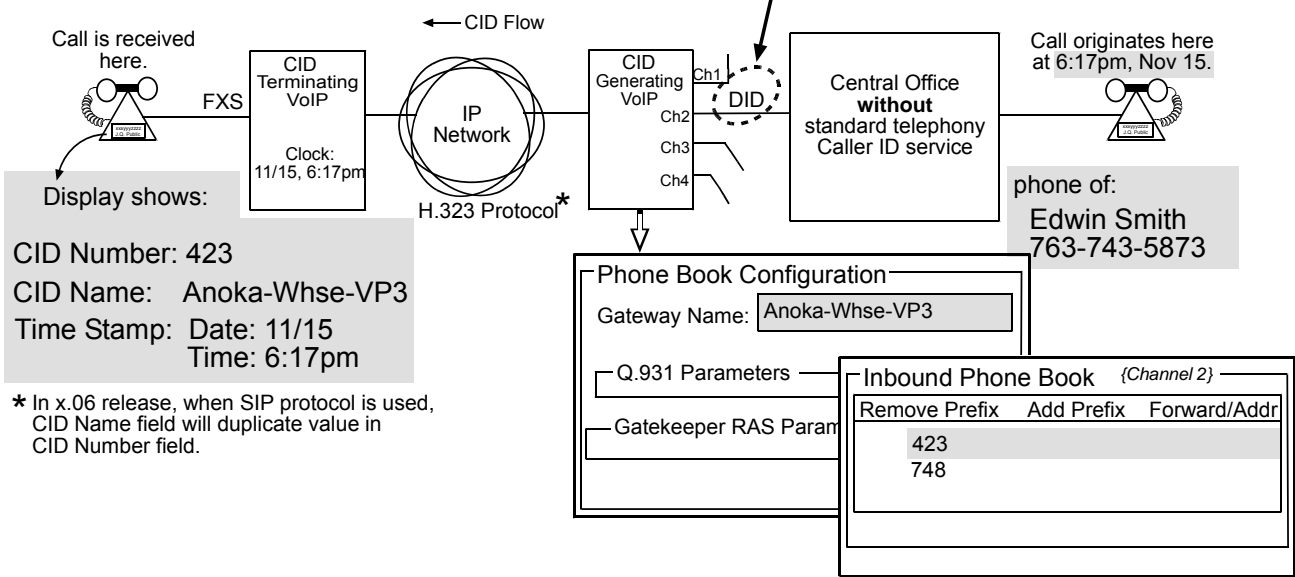 CID Flow
Call is received
here.
CID
Terminating
VoIP
Clock:
11/15, 6:17pm
FXS
IP
Network
H.323 Protocol*
CID
Generating
VoIP
Ch1
Ch2
Ch3
Ch4
DID
Central Office
without
standard telephony
Caller ID service
Call originates here
at 6:17pm, Nov 15.
J.Q. Public
J.Q. Public
phone of:
Edwin Smith
763-743-5873
Display shows:
CID Number: 423
CID Name: Anoka-Whse-VP3
Time Stamp: Date: 11/15
Time: 6:17pm
* In x.06 release, when SIP protocol is used,
CID Name field will duplicate value in
CID Number field.
Phone Book Configuration
Gateway Name: Anoka-Whse-VP3
Q.931 Parameters
Gatekeeper RAS Param
Inbound Phone Book {Channel 2}
Remove Prefix Add Prefix Forward/Addr
423
748